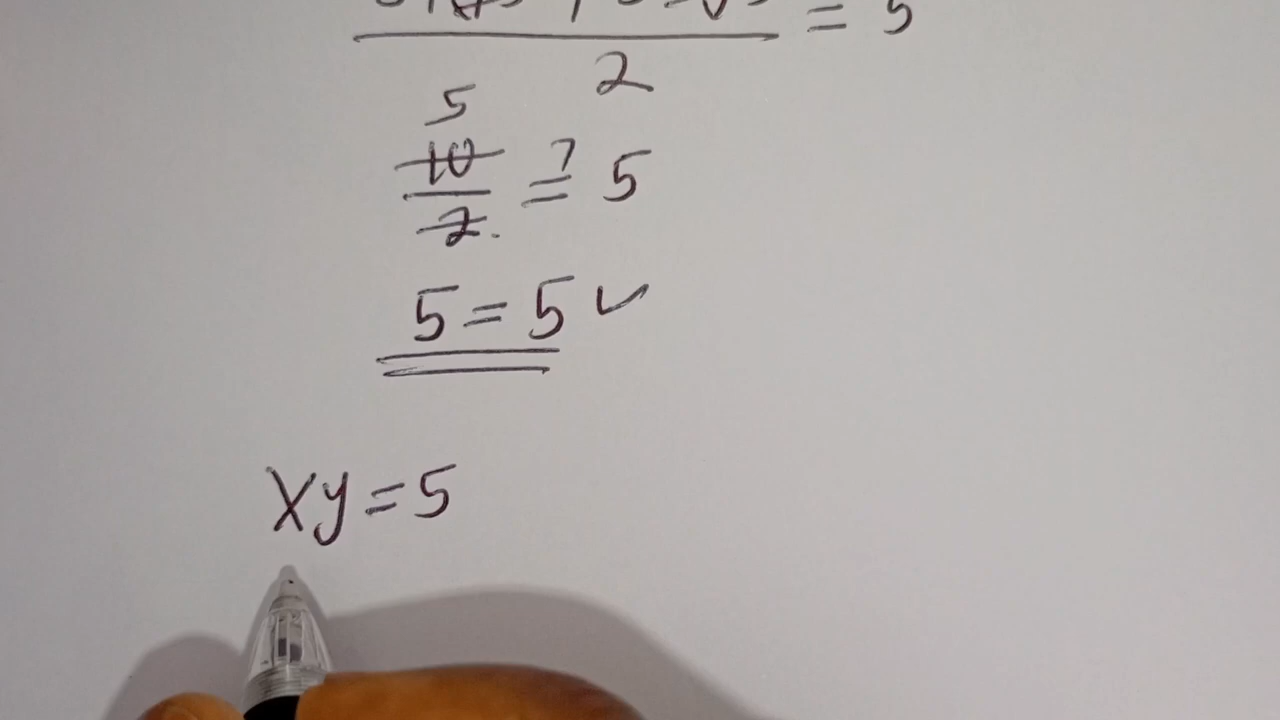 = 5
2
5
10 ?= 5
2.
5 = 5 ✓
xy = 5